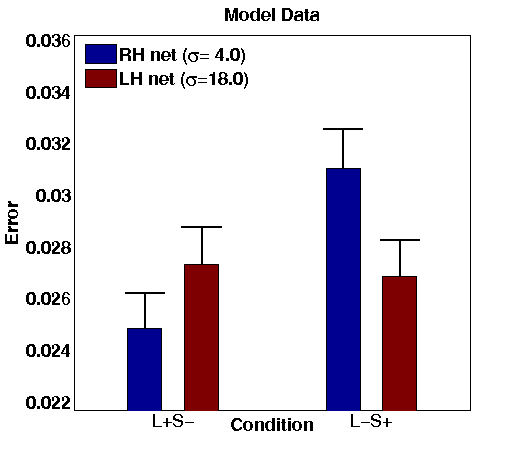 Model Data
0.036
0.034
0.032
0.03
0.028
0.026
0.024
0.022
Error
RH net (σ= 4.0)
LH net (σ=18.0)
L+S−
L−S+
Condition